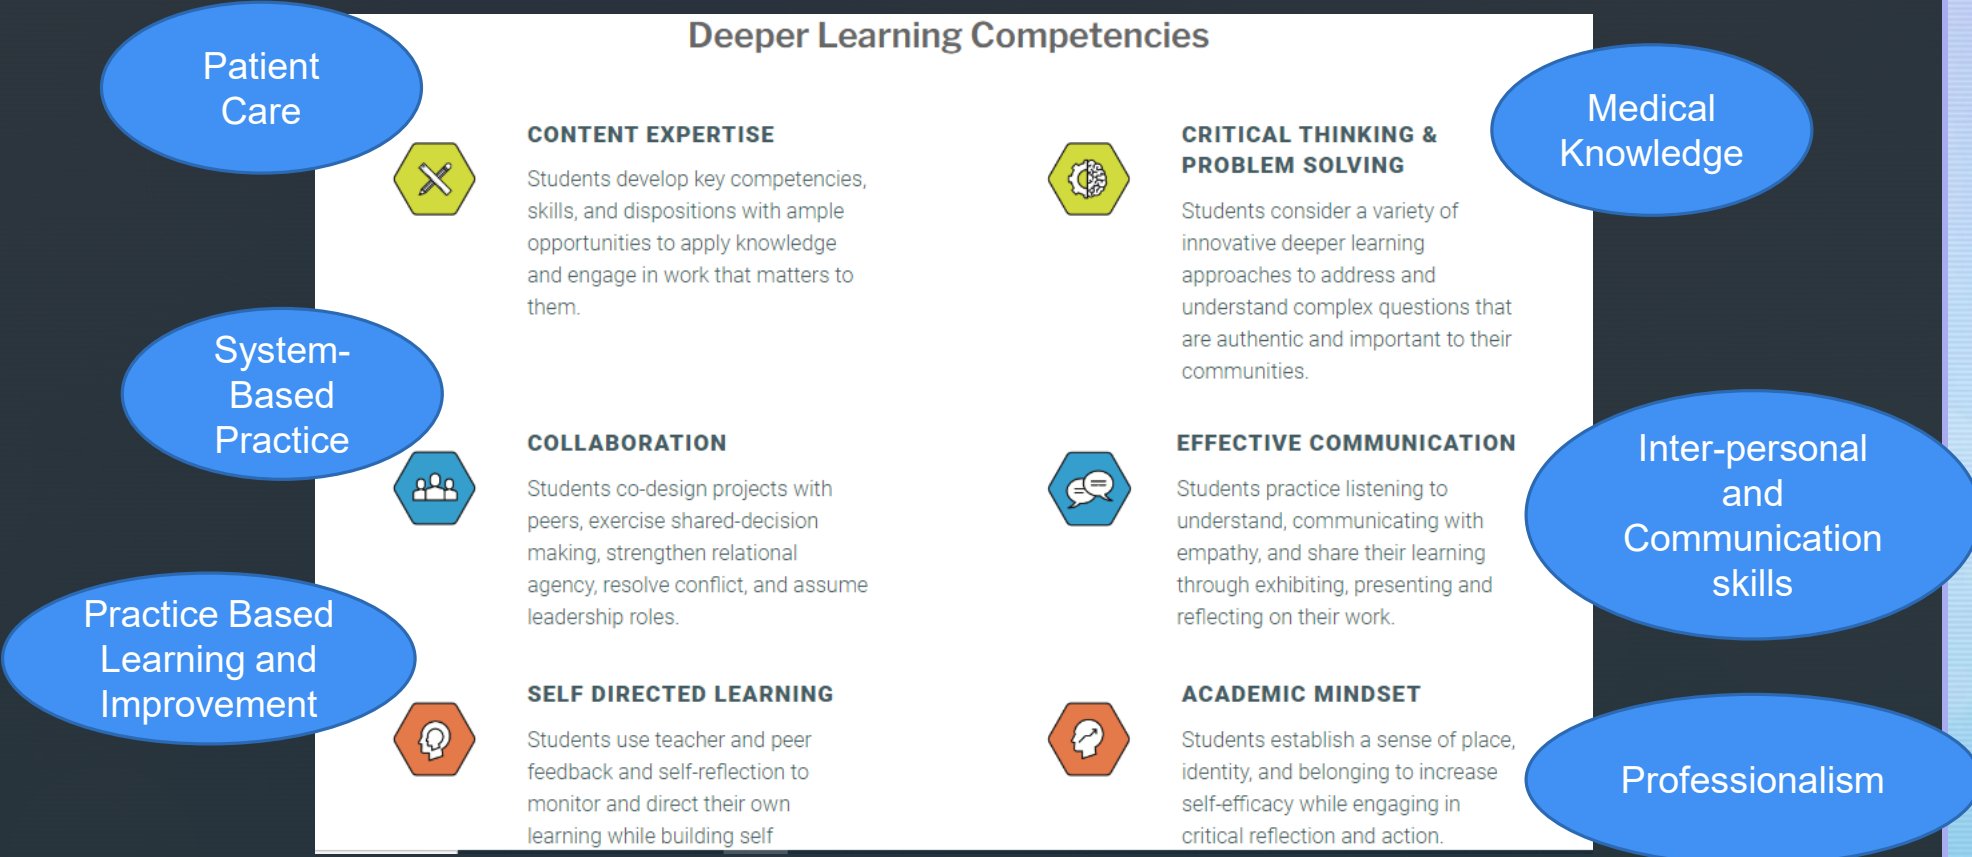 Deeper Learning Competencies
Patient
Care
CONTENT EXPERTISE
Students develop key competencies,
skills, and dispositions with ample
opportunities to apply knowledge
and engage in work that matters to
them.
CRITICAL THINKING &
PROBLEM SOLVING
Students consider a variety of
innovative deeper learning
approaches to address and
understand complex questions that
are authentic and important to their
communities.
Medical
Knowledge
System-
Based
Practice
COLLABORATION
Students co-design projects with
peers, exercise shared-decision
making, strengthen relational
agency, resolve conflict, and assume
leadership roles.
EFFECTIVE COMMUNICATION
Students practice listening to
understand, communicating with
empathy, and share their learning
through exhibiting, presenting and
reflecting on their work.
Inter-personal
and
Communication
skills
Practice Based
Learning and
Improvement
SELF DIRECTED LEARNING
Students use teacher and peer
feedback and self-reflection to
monitor and direct their own
learning while building self
ACADEMIC MINDSET
Students establish a sense of place,
identity, and belonging to increase
self-efficacy while engaging in
critical reflection and action.
Professionalism